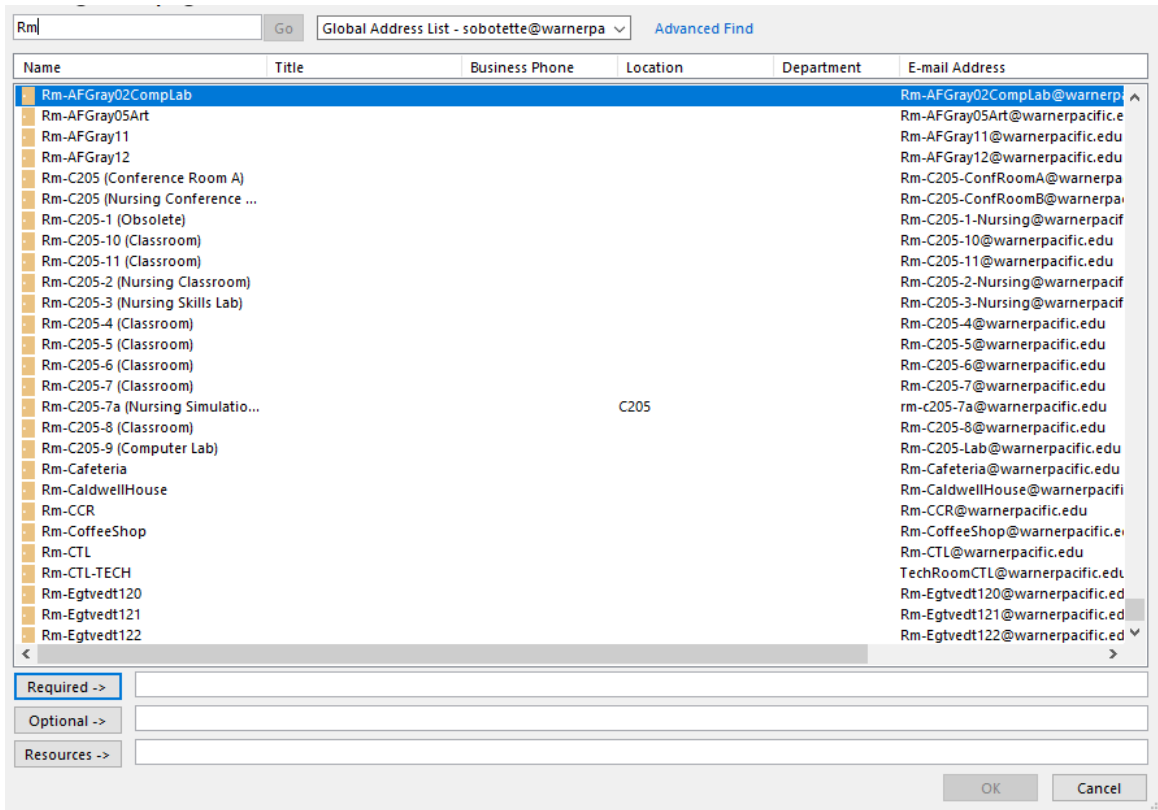 Rm Go Global Address List - sobotette@warnerpa Advanced Find
Name Title Business Phone Location Department E-mail Address
Rm-AFGray02CompLab Rm-AFGray02CompLab@warnerpa
Rm-AFGray05Art Rm-AFGray05Art@warnerpacific.e
Rm-AFGray11 Rm-AFGray11@warnerpacific.edu
Rm-AFGray12 Rm-AFGray12@warnerpacific.edu
Rm-C205 (Conference Room A) Rm-C205-ConfRoomA@warnerpa
Rm-C205 (Nursing Conference ... Rm-C205-ConfRoomB@warnerpa
Rm-C205-1 (Obsolete) Rm-C205-1-Nursing@warnerpacif
Rm-C205-10 (Classroom) Rm-C205-10@warnerpacific.edu
Rm-C205-11 (Classroom) Rm-C205-11@warnerpacific.edu
Rm-C205-2 (Nursing Classroom) Rm-C205-2-Nursing@warnerpacif
Rm-C205-3 (Nursing Skills Lab) Rm-C205-3-Nursing@warnerpacif
Rm-C205-4 (Classroom) Rm-C205-4@warnerpacific.edu
Rm-C205-5 (Classroom) Rm-C205-5@warnerpacific.edu
Rm-C205-6 (Classroom) Rm-C205-6@warnerpacific.edu
Rm-C205-7 (Classroom) Rm-C205-7@warnerpacific.edu
Rm-C205-7a (Nursing Simulatio... C205 rm-c205-7a@warnerpacific.edu
Rm-C205-8 (Classroom) Rm-C205-8@warnerpacific.edu
Rm-C205-9 (Computer Lab) Rm-C205-Lab@warnerpacific.edu
Rm-Cafeteria Rm-Cafeteria@warnerpacific.edu
Rm-CaldwellHouse Rm-CaldwellHouse@warnerpacifi
Rm-CCR Rm-CCR@warnerpacific.edu
Rm-CoffeeShop Rm-CoffeeShop@warnerpacific.e
Rm-CTL Rm-CTL@warnerpacific.edu
Rm-CTL-TECH TechRoomCTL@warnerpacific.edu
Rm-Egtvedt120 Rm-Egtvedt120@warnerpacific.ed
Rm-Egtvedt121 Rm-Egtvedt121@warnerpacific.ed
Rm-Egtvedt122 Rm-Egtvedt122@warnerpacific.ed
Required ->
Optional ->
Resources ->
OK Cancel